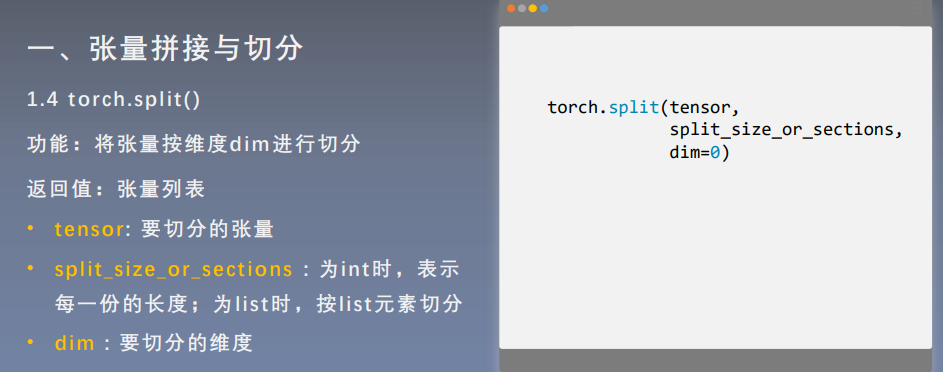 一、张量拼接与切分
1.4 torch.split()
功能：将张量按维度dim进行切分
返回值：张量列表
• tensor: 要切分的张量
• split_size_or_sections : 为int时，表示
每一份的长度；为list时，按list元素切分
• dim : 要切分的维度
torch.split(tensor,
split_size_or_sections,
dim=0)